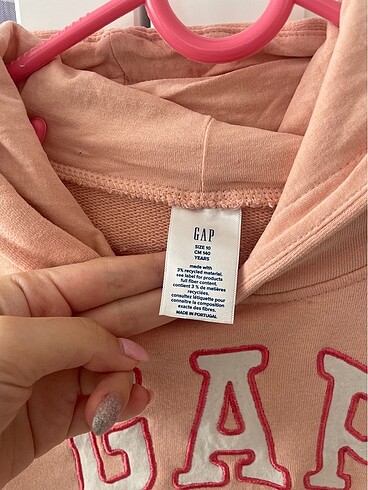 GAP
SIZE 10
CM 140
YEARS
made with
3% recycled material.
see label for products
full fiber content.
contient 3 % de matières
recyclées.
consultez l'étiquette pour
connaître la composition
exacte des fibres.
MADE IN PORTUGAL
GAP